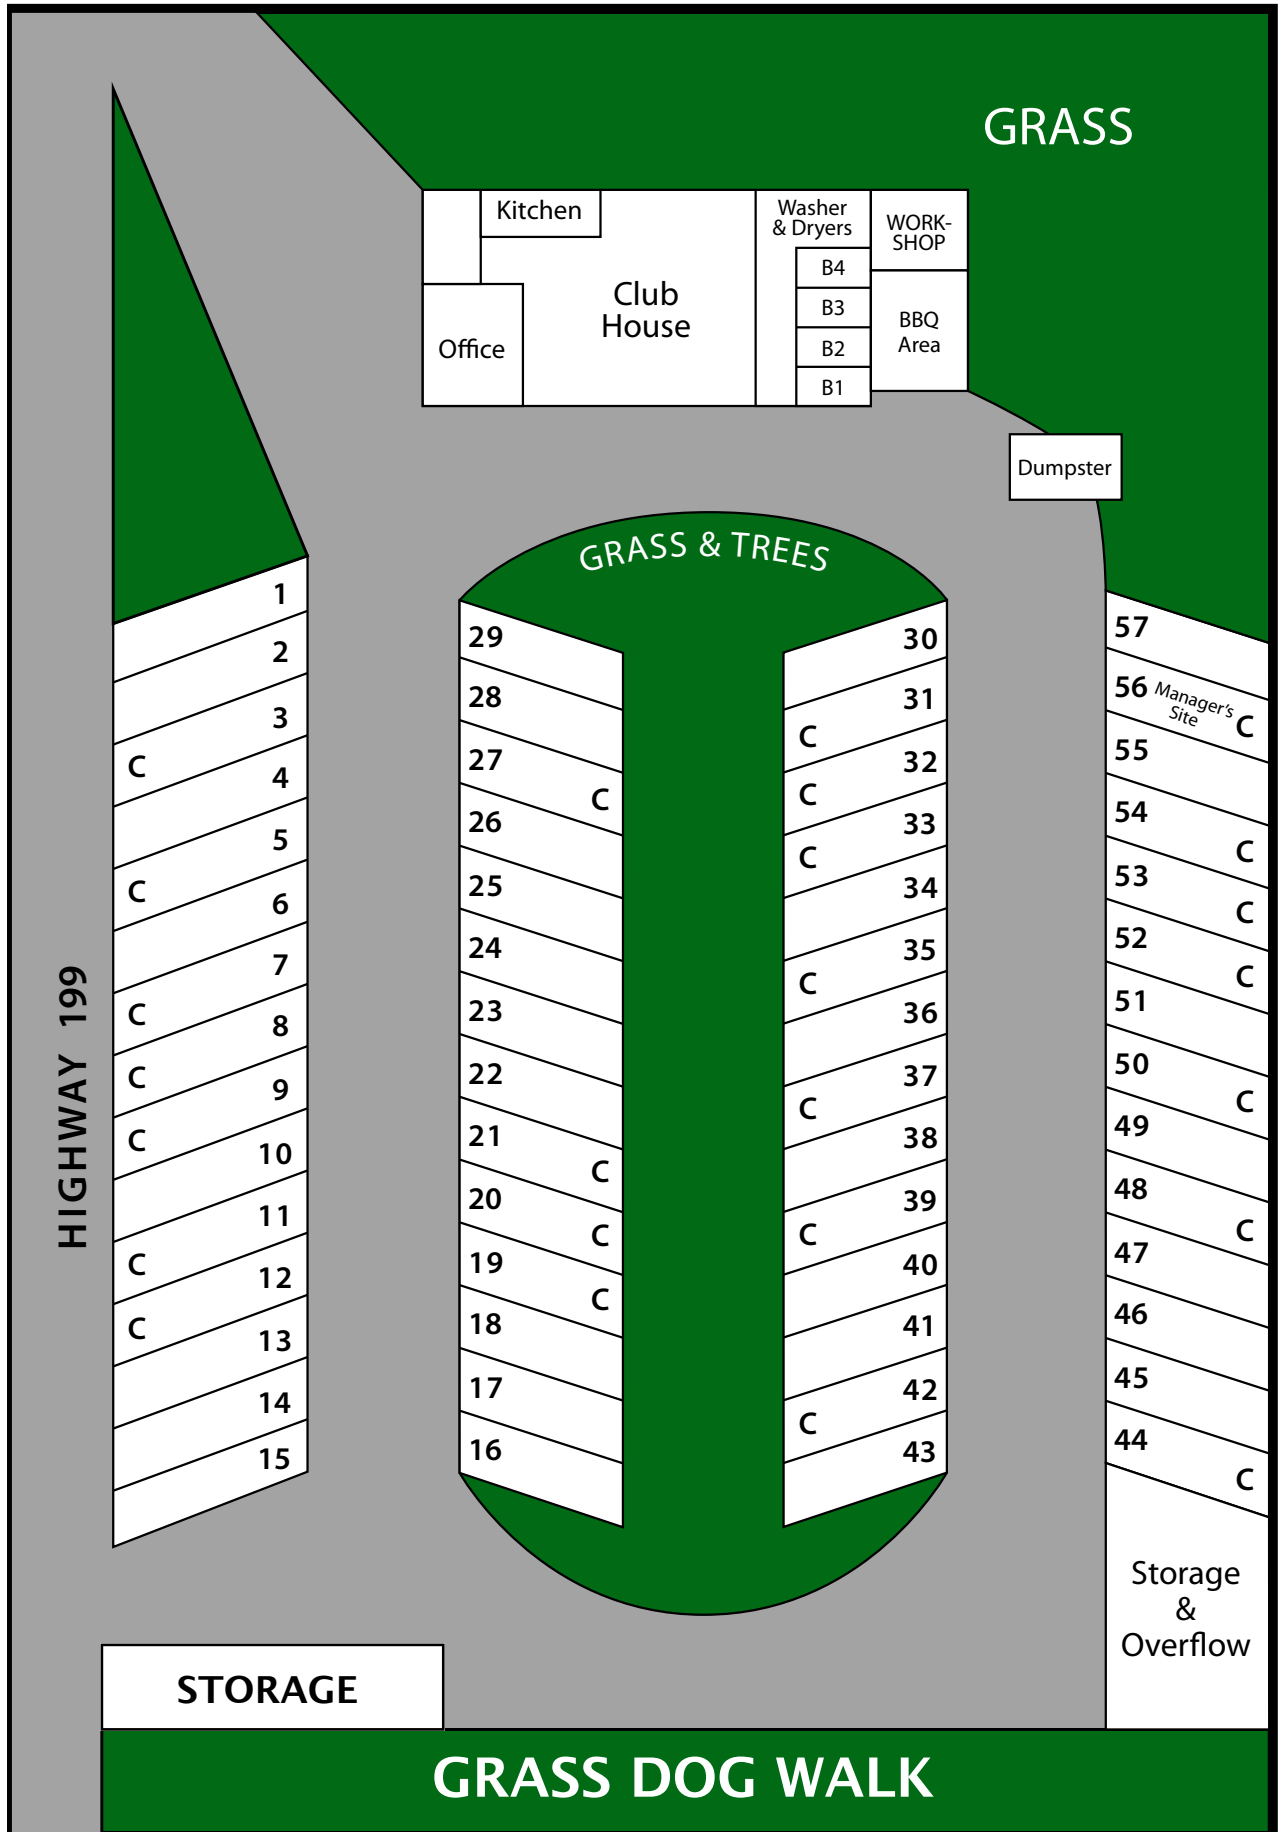 GRASS
Kitchen
Club
House
Office
Washer
& Dryers
B4
B3
B2
B1
WORK-
SHOP
BBQ
Area
Dumpster
GRASS & TREES
HIGHWAY 199
1
2
C 3
4
C 5
6
C 7
C 8
C 9
10
C 11
C 12
13
14
15
29
28
27 C
26
25
24
23
22
21 C
20 C
19 C
18
17
16
30
C 31
C 32
C 33
34
C 35
36
C 37
38
C 39
40
41
C 42
43
57
56 Manager's C
Site
55
54 C
53 C
52 C
51
50 C
49
48 C
47
46
45
44 C
Storage
&
Overflow
STORAGE
GRASS DOG WALK